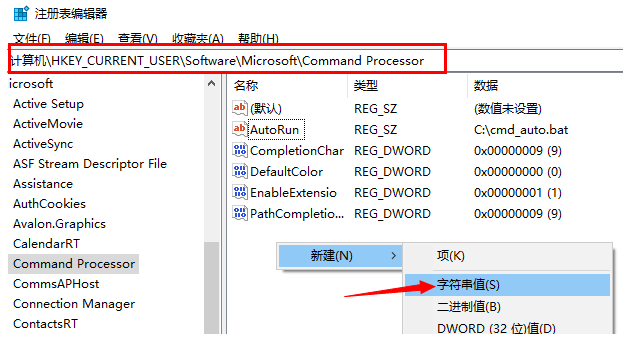 注册表编辑器
文件(F) 编辑(E) 查看(V) 收藏夹(A) 帮助(H)
计算机\HKEY_CURRENT_USER\Software\Microsoft\Command Processor
icrosoft
Active Setup
ActiveMovie
ActiveSync
ASF Stream Descriptor File
Assistance
AuthCookies
Avalon.Graphics
CalendarRT
Command Processor
CommsAPHost
Connection Manager
ContactsRT
名称 类型 数据
(默认) REG_SZ (数值未设置)
AutoRun REG_SZ C:\cmd_auto.bat
CompletionChar REG_DWORD 0x00000009 (9)
DefaultColor REG_DWORD 0x00000000 (0)
EnableExtensio REG_DWORD 0x00000001 (1)
PathCompletio... REG_DWORD 0x00000009 (9)
新建(N)
项(K)
字符串值(S)
二进制值(B)
DWORD (32 位)值(D)